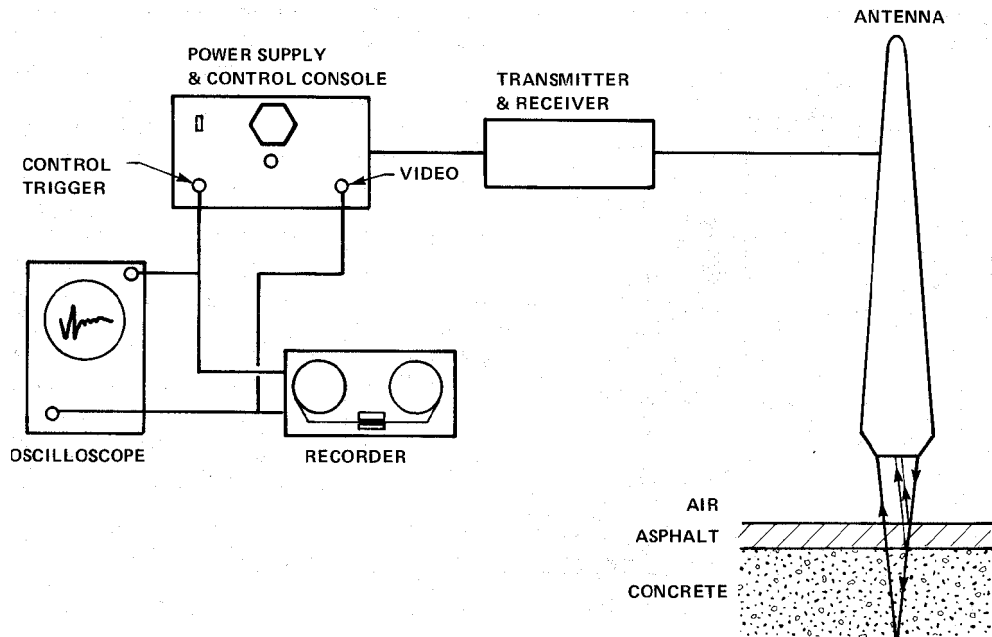 ANTENNA
POWER SUPPLY
& CONTROL CONSOLE
TRANSMITTER
& RECEIVER
CONTROL
TRIGGER
VIDEO
OSCILLOSCOPE
RECORDER
AIR
ASPHALT
CONCRETE